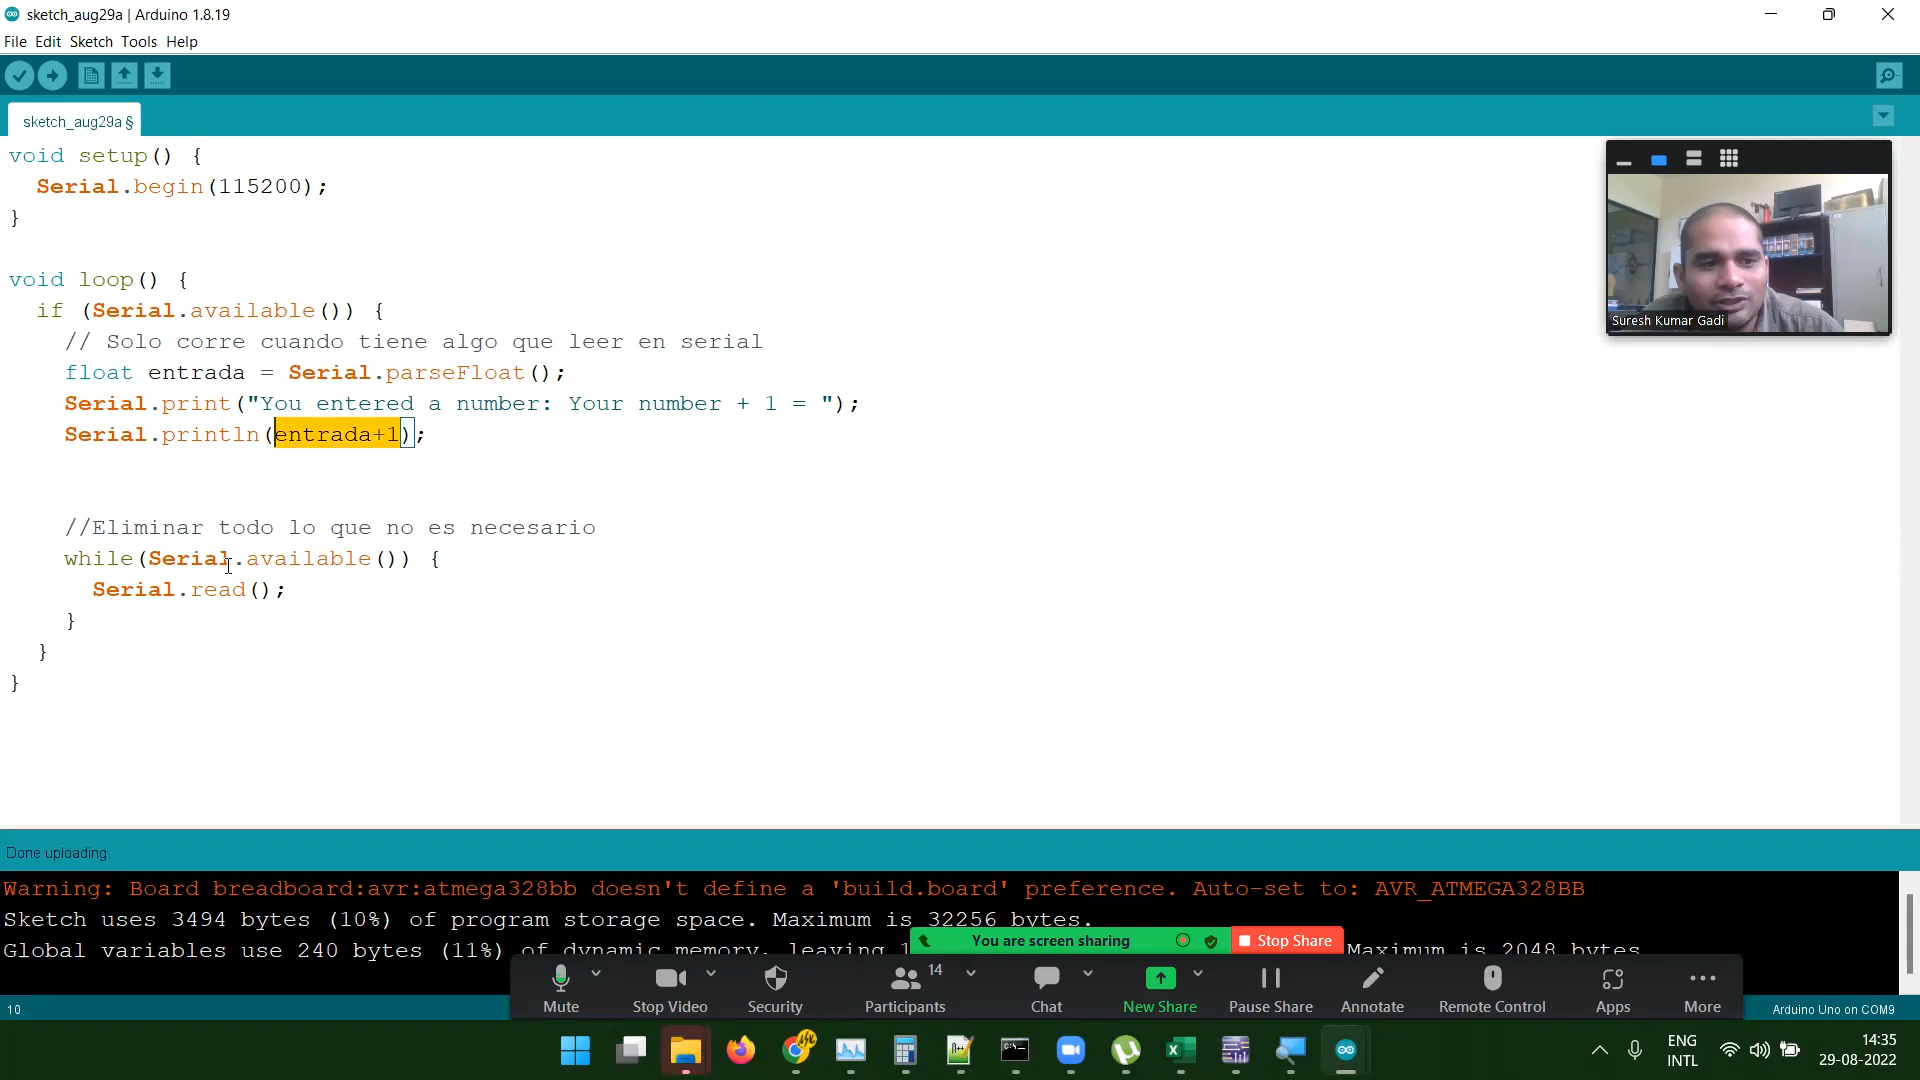 sketch_aug29a | Arduino 1.8.19
File Edit Sketch Tools Help
sketch_aug29a §
void setup() {
Serial.begin(115200);
}
void loop() {
if (Serial.available()) {
// Solo corre cuando tiene algo que leer en serial
float entrada = Serial.parseFloat();
Serial.print("You entered a number: Your number + 1 = ");
Serial.println(entrada+1);
//Eliminar todo lo que no es necesario
while(Serial.available()) {
Serial.read();
}
}
}
Suresh Kumar Gadi
Done uploading.
Warning: Board breadboard:avr:atmega328bb doesn't define a 'build.board' preference. Auto-set to: AVR_ATMEGA328BB
Sketch uses 3494 bytes (10%) of program storage space. Maximum is 32256 bytes.
Global variables use 240 bytes (11%) of dynamic memory, leaving 1
Maximum is 2048 bytes
You are screen sharing
Stop Share
14
Mute Stop Video Security Participants Chat New Share Pause Share Annotate Remote Control Apps More
10
Arduino Uno on COM9
ENG
INTL
14:35
29-08-2022